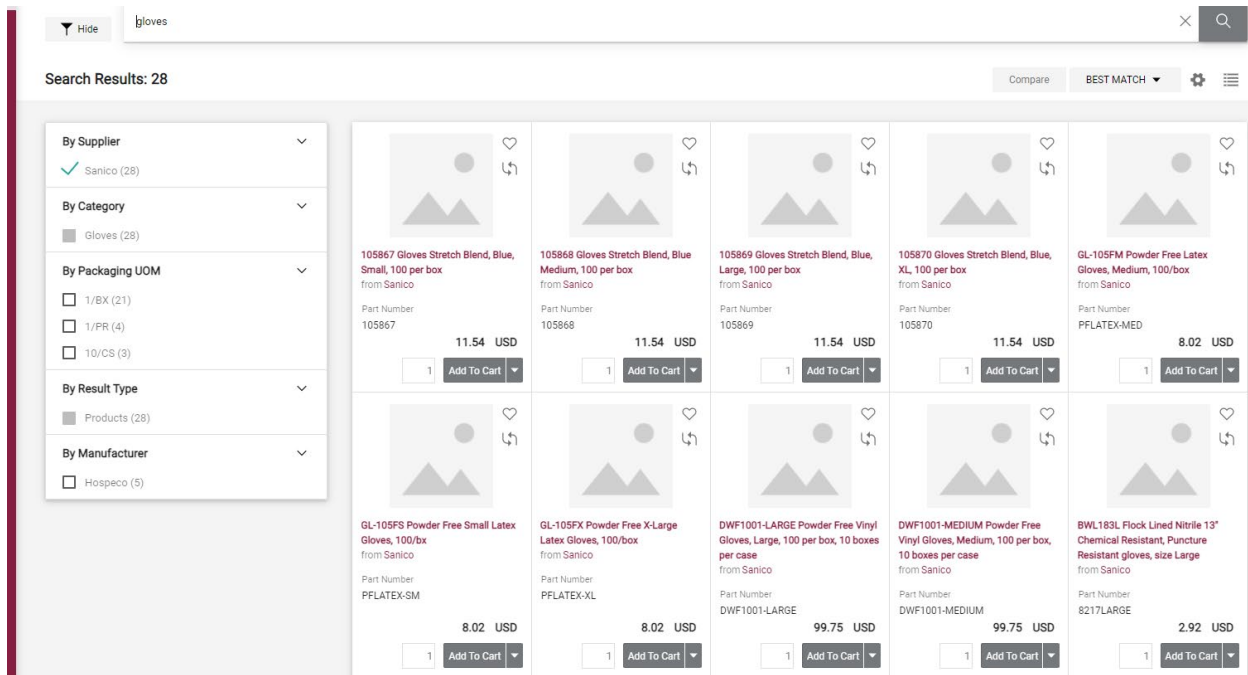 Hide
gloves
Search Results: 28
Compare
BEST MATCH
By Supplier
Sanico (28)
By Category
Gloves (28)
By Packaging UOM
1/BX (21)
1/PR (4)
10/CS (3)
By Result Type
Products (28)
By Manufacturer
Hospeco (5)
105867 Gloves Stretch Blend, Blue,
Small, 100 per box
from Sanico
Part Number
105867
11.54 USD
1 Add To Cart
105868 Gloves Stretch Blend, Blue
Medium, 100 per box
from Sanico
Part Number
105868
11.54 USD
1 Add To Cart
105869 Gloves Stretch Blend, Blue,
Large, 100 per box
from Sanico
Part Number
105869
11.54 USD
1 Add To Cart
105870 Gloves Stretch Blend, Blue,
XL, 100 per box
from Sanico
Part Number
105870
11.54 USD
1 Add To Cart
GL-105FM Powder Free Latex
Gloves, Medium, 100/box
from Sanico
Part Number
PFLATEX-MED
8.02 USD
1 Add To Cart
GL-105FS Powder Free Small Latex
Gloves, 100/bx
from Sanico
Part Number
PFLATEX-SM
8.02 USD
1 Add To Cart
GL-105FX Powder Free X-Large
Latex Gloves, 100/box
from Sanico
Part Number
PFLATEX-XL
8.02 USD
1 Add To Cart
DWF1001-LARGE Powder Free Vinyl
Gloves, Large, 100 per box, 10 boxes
per case
from Sanico
Part Number
DWF1001-LARGE
99.75 USD
1 Add To Cart
DWF1001-MEDIUM Powder Free
Vinyl Gloves, Medium, 100 per box,
10 boxes per case
from Sanico
Part Number
DWF1001-MEDIUM
99.75 USD
1 Add To Cart
BWL183L Flock Lined Nitrile 13"
Chemical Resistant, Puncture
Resistant gloves, size Large
from Sanico
Part Number
8217LARGE
2.92 USD
1 Add To Cart